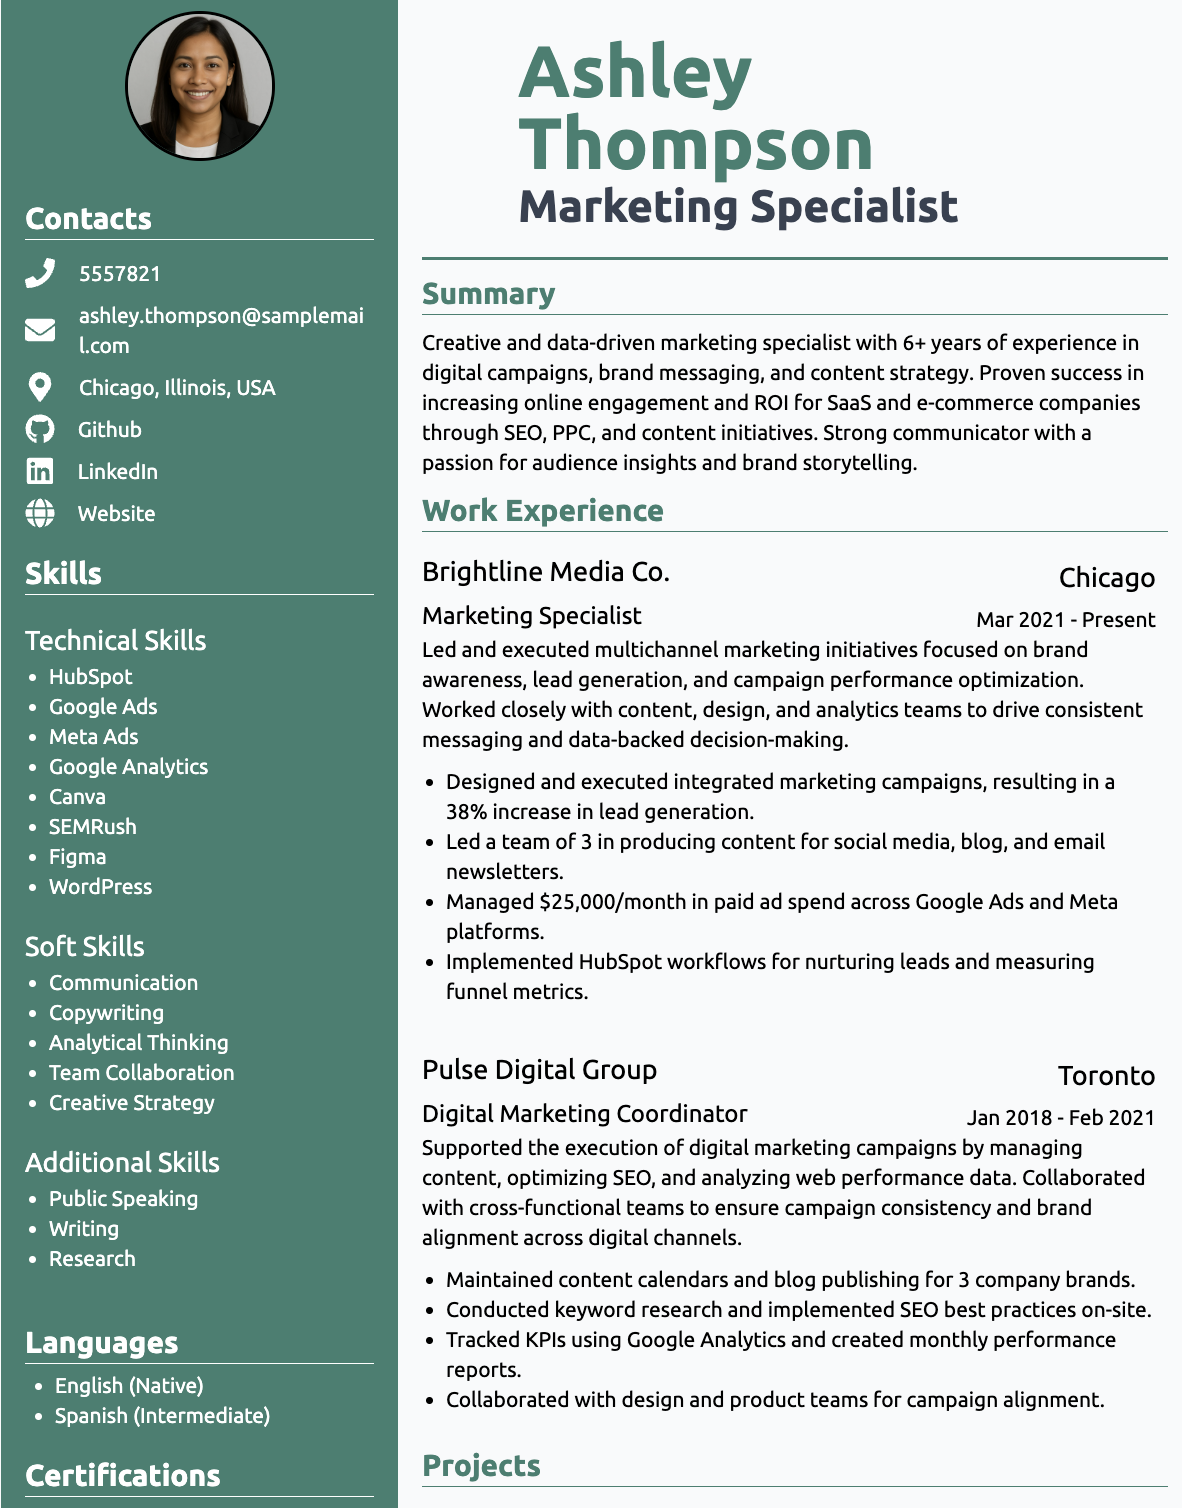 Contacts
5557821
ashley.thompson@samplemai
l.com
Chicago, Illinois, USA
Github
LinkedIn
Website
Skills
Technical Skills
• HubSpot
• Google Ads
• Meta Ads
• Google Analytics
• Canva
• SEMRush
• Figma
• WordPress
Soft Skills
• Communication
• Copywriting
• Analytical Thinking
• Team Collaboration
• Creative Strategy
Additional Skills
• Public Speaking
• Writing
• Research
Languages
• English (Native)
• Spanish (Intermediate)
Certifications
Ashley
Thompson
Marketing Specialist
Summary
Creative and data-driven marketing specialist with 6+ years of experience in
digital campaigns, brand messaging, and content strategy. Proven success in
increasing online engagement and ROI for SaaS and e-commerce companies
through SEO, PPC, and content initiatives. Strong communicator with a
passion for audience insights and brand storytelling.
Work Experience
Brightline Media Co.
Chicago
Marketing Specialist
Mar 2021 - Present
Led and executed multichannel marketing initiatives focused on brand
awareness, lead generation, and campaign performance optimization.
Worked closely with content, design, and analytics teams to drive consistent
messaging and data-backed decision-making.
• Designed and executed integrated marketing campaigns, resulting in a
38% increase in lead generation.
• Led a team of 3 in producing content for social media, blog, and email
newsletters.
• Managed $25,000/month in paid ad spend across Google Ads and Meta
platforms.
• Implemented HubSpot workflows for nurturing leads and measuring
funnel metrics.
Pulse Digital Group
Toronto
Digital Marketing Coordinator
Jan 2018 - Feb 2021
Supported the execution of digital marketing campaigns by managing
content, optimizing SEO, and analyzing web performance data. Collaborated
with cross-functional teams to ensure campaign consistency and brand
alignment across digital channels.
• Maintained content calendars and blog publishing for 3 company brands.
• Conducted keyword research and implemented SEO best practices on-site.
• Tracked KPIs using Google Analytics and created monthly performance
reports.
• Collaborated with design and product teams for campaign alignment.
Projects